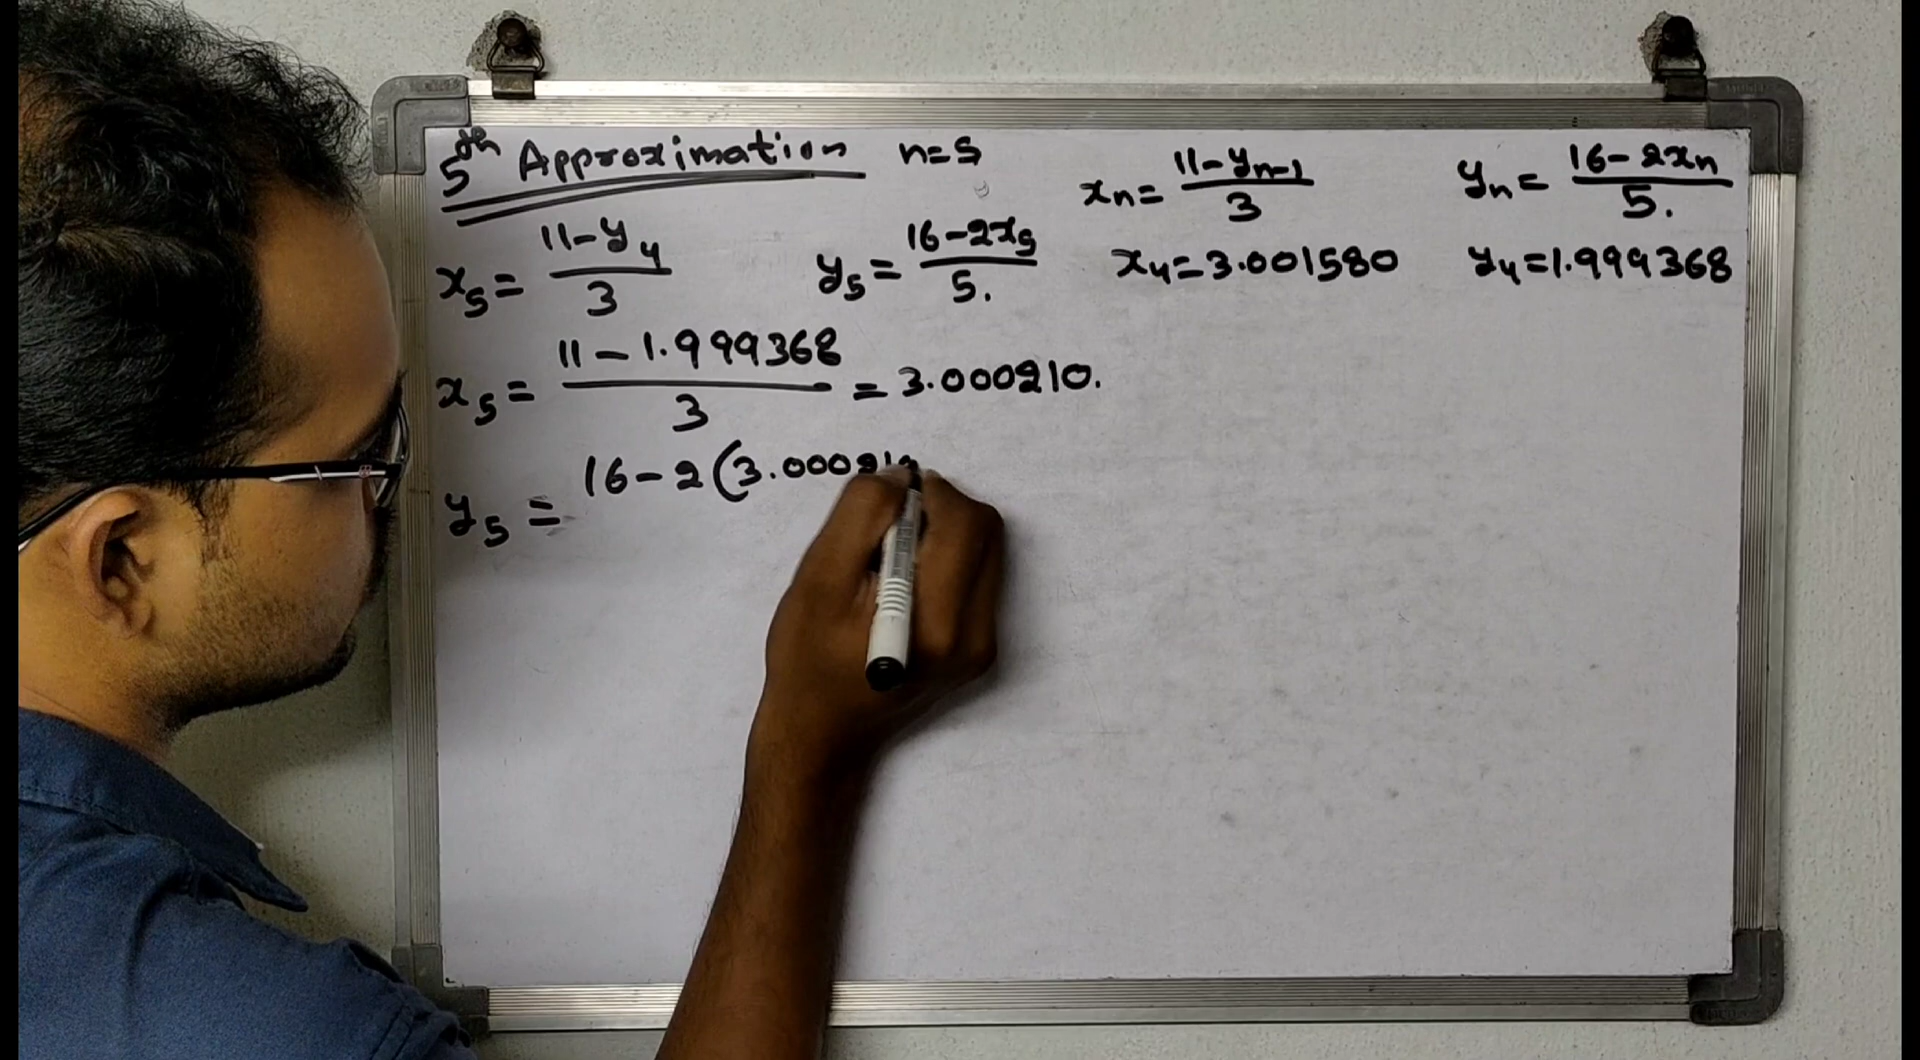 5th Approximation n=5
xn = 11-yn-1 / 3
yn = 16-2xn / 5.
x5 = 11-y4 / 3
y5 = 16-2x5 / 5.
x4=3.001580
y4=1.999368
x5 = 11-1.999368 / 3 = 3.000210.
y5 = 16-2(3.000210